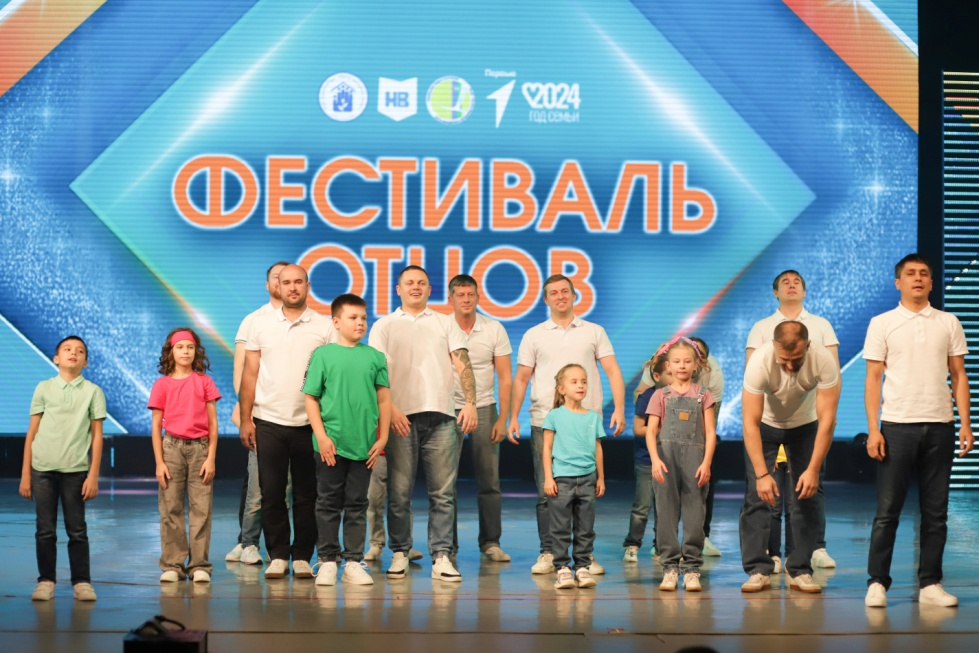 НВ
Первые
2024
ГОД СЕМЬИ
ФЕСТИВАЛЬ
ОТЦОВ